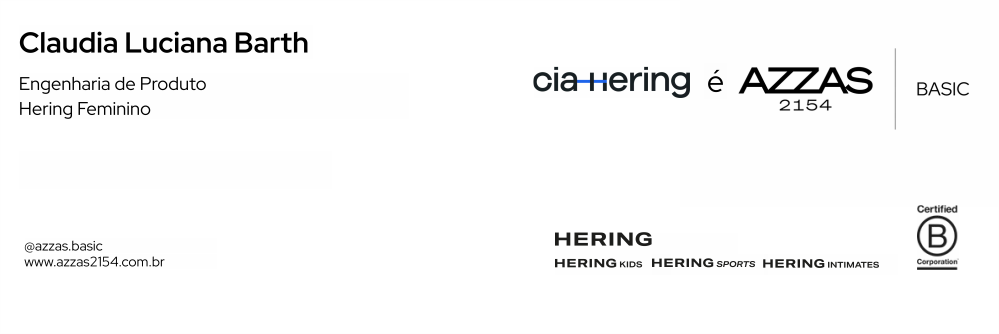 Claudia Luciana Barth
Engenharia de Produto
Hering Feminino
cia Hering é AZZAS
2154
BASIC
@azzas.basic
www.azzas2154.com.br
HERING
HERING KIDS HERING SPORTS HERING INTIMATES
Certified
B
Corporation